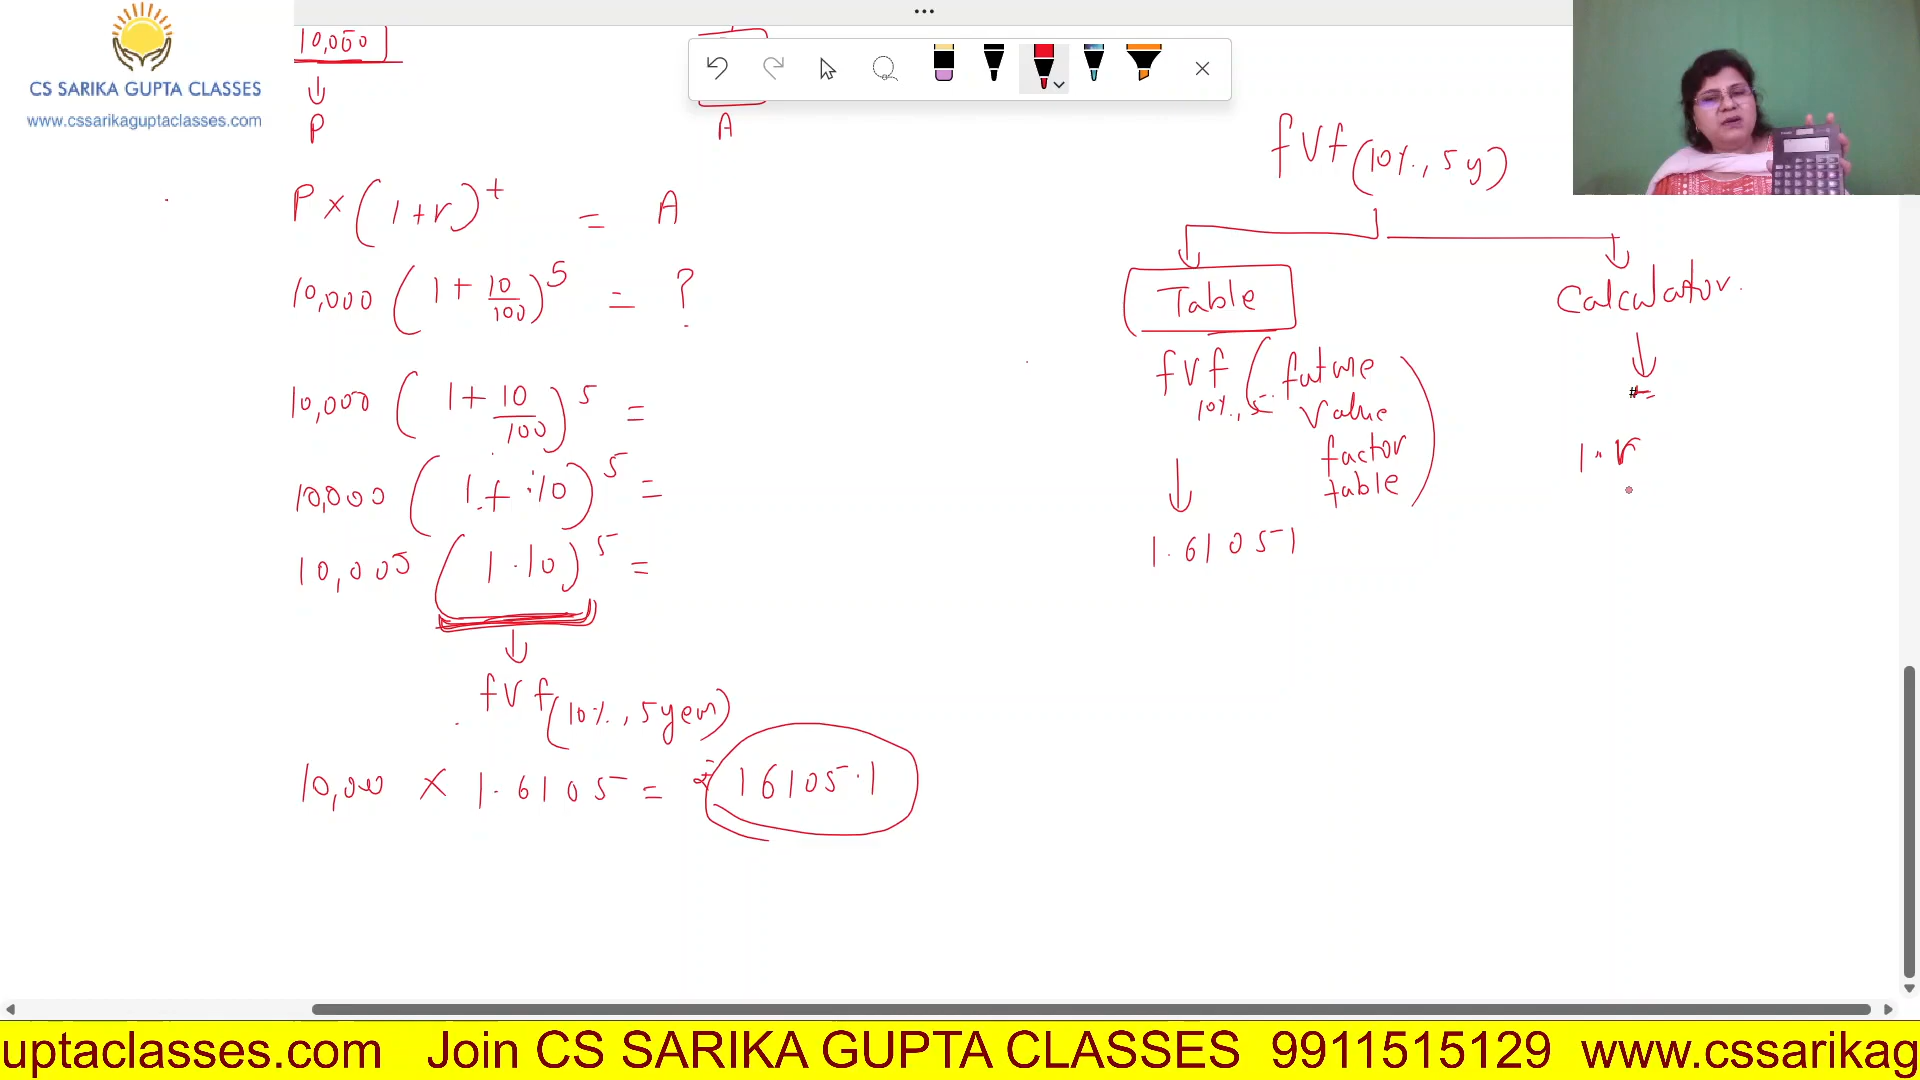 CS SARIKA GUPTA CLASSES
www.cssarikaguptaclasses.com
10,000
P
A
P × (1+r)^t = A
10,000 (1 + 10/100)^5 = ?
10,000 (1 + 10/100)^5 =
10,000 (1 + .10)^5 =
10,000 (1.10)^5 =
fvf (10%, 5 year)
10,000 × 1.6105 = 16105.1
fvf (10%, 5 y)
Table
fvf (future
10%, 5 value
factor
table)
1.61051
Calculator.
1.r
uptaclasses.com Join CS SARIKA GUPTA CLASSES 9911515129 www.cssarikag